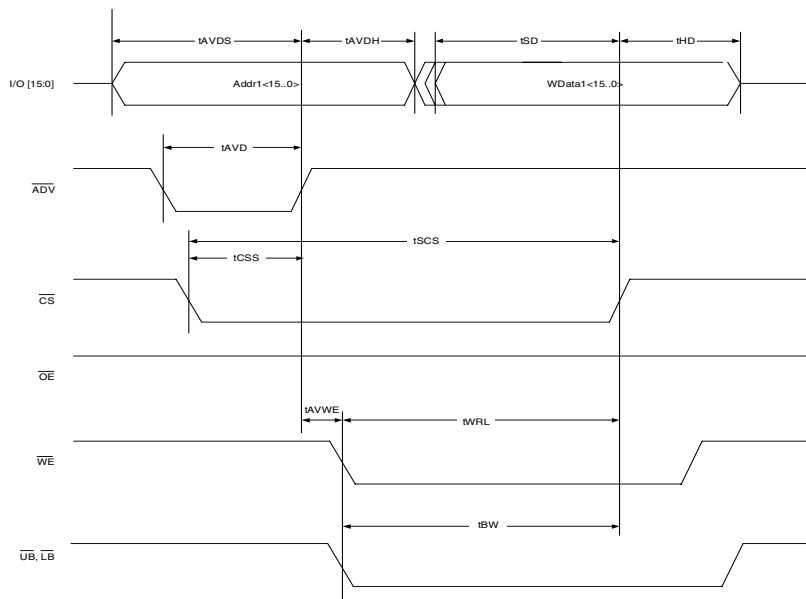 tAVDS tAVDH tSD tHD
I/O [15:0] Addr1<15..0> WData1<15..0>
tAVD
ADV
tSCS
tCSS
CS
OE
tAVWE
tWRL
WE
tBW
UB, LB